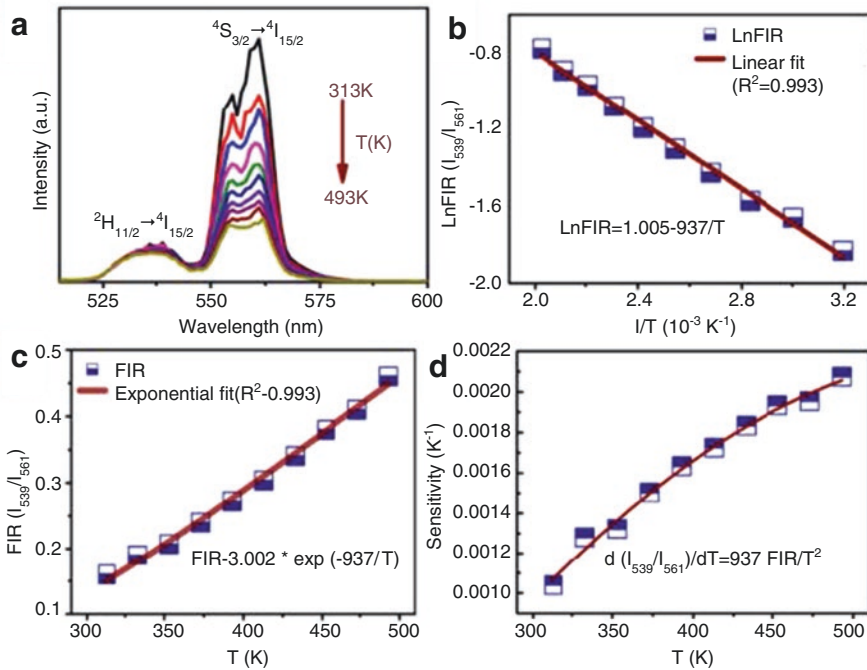 a
⁴S₃/₂→⁴I₁₅/₂
313K
T(K)
493K
²H₁₁/₂→⁴I₁₅/₂
Intensity (a.u.)
525
550
575
600
Wavelength (nm)
b
LnFIR
Linear fit
(R²=0.993)
LnFIR=1.005-937/T
LnFIR (I₅₃₉/I₅₆₁)
-0.8
-1.2
-1.6
-2.0
2.0
2.4
2.8
3.2
I/T (10⁻³ K⁻¹)
c
FIR
Exponential fit(R²-0.993)
FIR-3.002 * exp (-937/T)
FIR (I₅₃₉/I₅₆₁)
0.5
0.4
0.3
0.2
0.1
300
350
400
450
500
T (K)
d
d (I₅₃₉/I₅₆₁)/dT=937 FIR/T²
Sensitivity (K⁻¹)
0.0022
0.0020
0.0018
0.0016
0.0014
0.0012
0.0010
300
350
400
450
500
T (K)